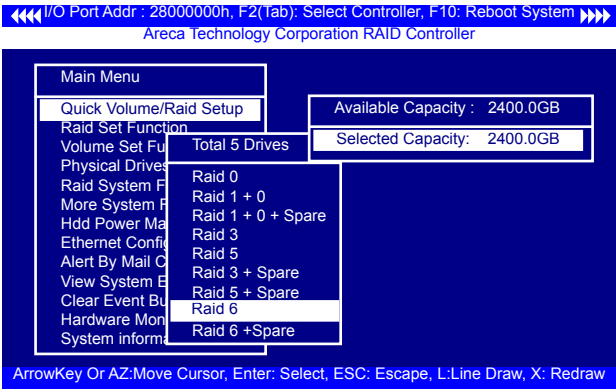 I/O Port Addr : 28000000h, F2(Tab): Select Controller, F10: Reboot System
Areca Technology Corporation RAID Controller
Main Menu
Quick Volume/Raid Setup
Raid Set Function
Volume Set Fu
Physical Drives
Raid System F
More System F
Hdd Power Ma
Ethernet Config
Alert By Mail C
View System E
Clear Event Bu
Hardware Mon
System informa
Total 5 Drives
Raid 0
Raid 1 + 0
Raid 1 + 0 + Spare
Raid 3
Raid 5
Raid 3 + Spare
Raid 5 + Spare
Raid 6
Raid 6 +Spare
Available Capacity : 2400.0GB
Selected Capacity: 2400.0GB
ArrowKey Or AZ:Move Cursor, Enter: Select, ESC: Escape, L:Line Draw, X: Redraw